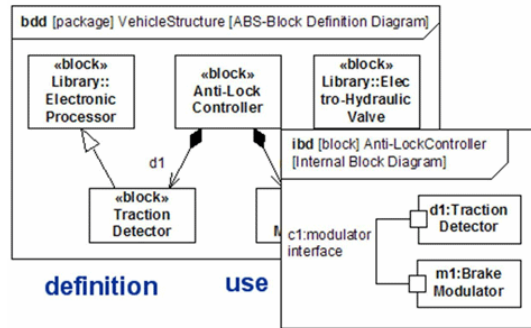 bdd [package] VehicleStructure [ABS-Block Definition Diagram]
«block»
Library::
Electronic
Processor
«block»
Anti-Lock
Controller
«block»
Library::Elec
tro-Hydraulic
Valve
d1
«block»
Traction
Detector
M
definition
use
ibd [block] Anti-LockController
[Internal Block Diagram]
c1:modulator
interface
d1:Traction
Detector
m1:Brake
Modulator